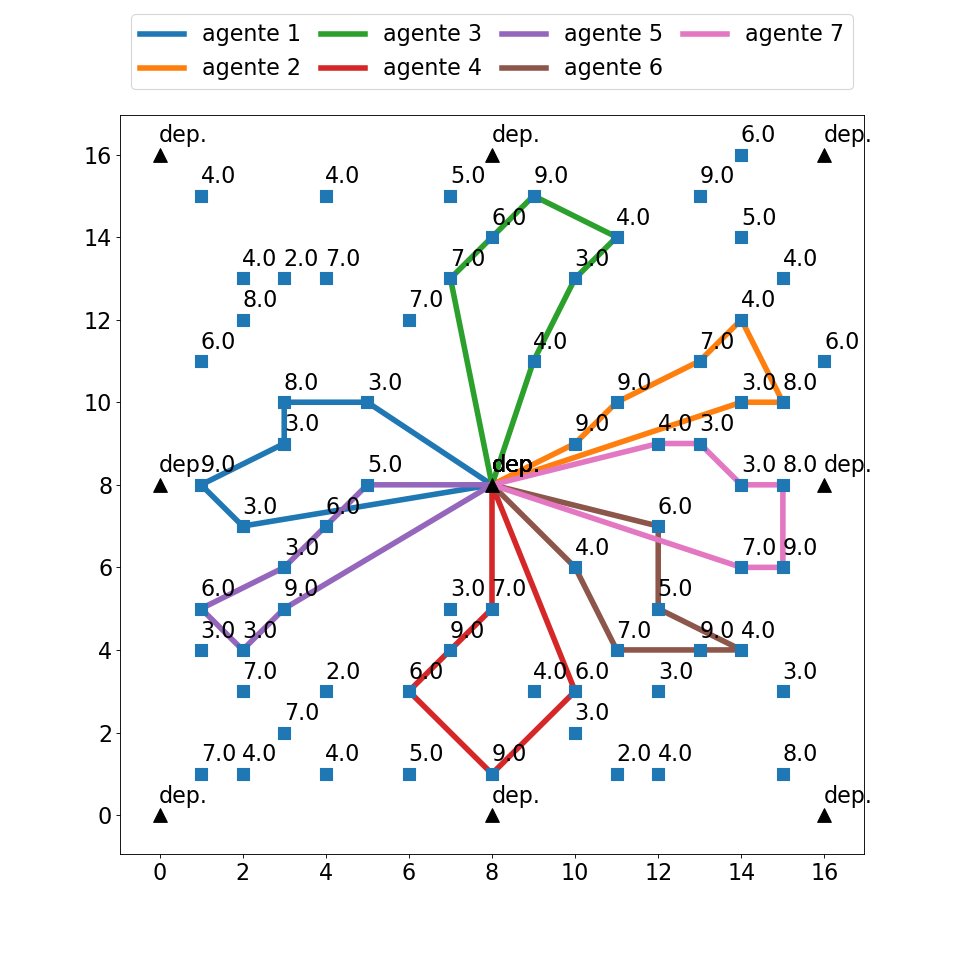 agente 1 agente 3 agente 5 agente 7
agente 2 agente 4 agente 6
dep. dep. 6.0 dep.
16
4.0 4.0 5.0 9.0 9.0
6.0 4.0 5.0
14
4.0 2.0 7.0 7.0 3.0 4.0
8.0 7.0 4.0
12
6.0 4.0 7.0 6.0
8.0 3.0 9.0 3.0 8.0
10
3.0 9.0 4.0 3.0
dep. 9.0 5.0 dep. 3.0 8.0 dep.
8
3.0 6.0 6.0
3.0 4.0 7.0 9.0
6
6.0 9.0 3.0 7.0 5.0
3.0 3.0 9.0 7.0 9.0 4.0
4
7.0 2.0 6.0 4.0 6.0 3.0 3.0
7.0 3.0
2
7.0 4.0 4.0 5.0 9.0 2.0 4.0 8.0
dep. dep. dep.
0
0 2 4 6 8 10 12 14 16